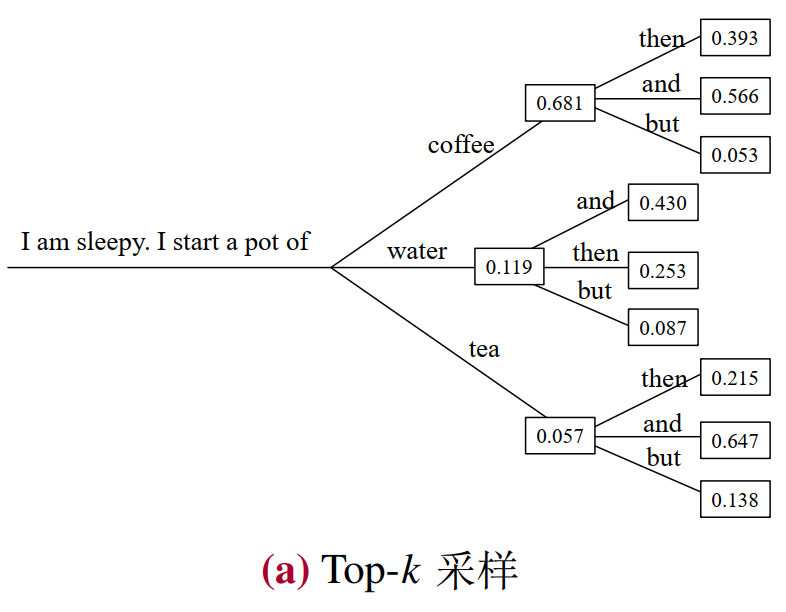 then 0.393
and 0.566
but 0.053
coffee 0.681
and 0.430
then 0.253
but 0.087
I am sleepy. I start a pot of
water 0.119
tea 0.057
then 0.215
and 0.647
but 0.138
(a) Top-k 采样